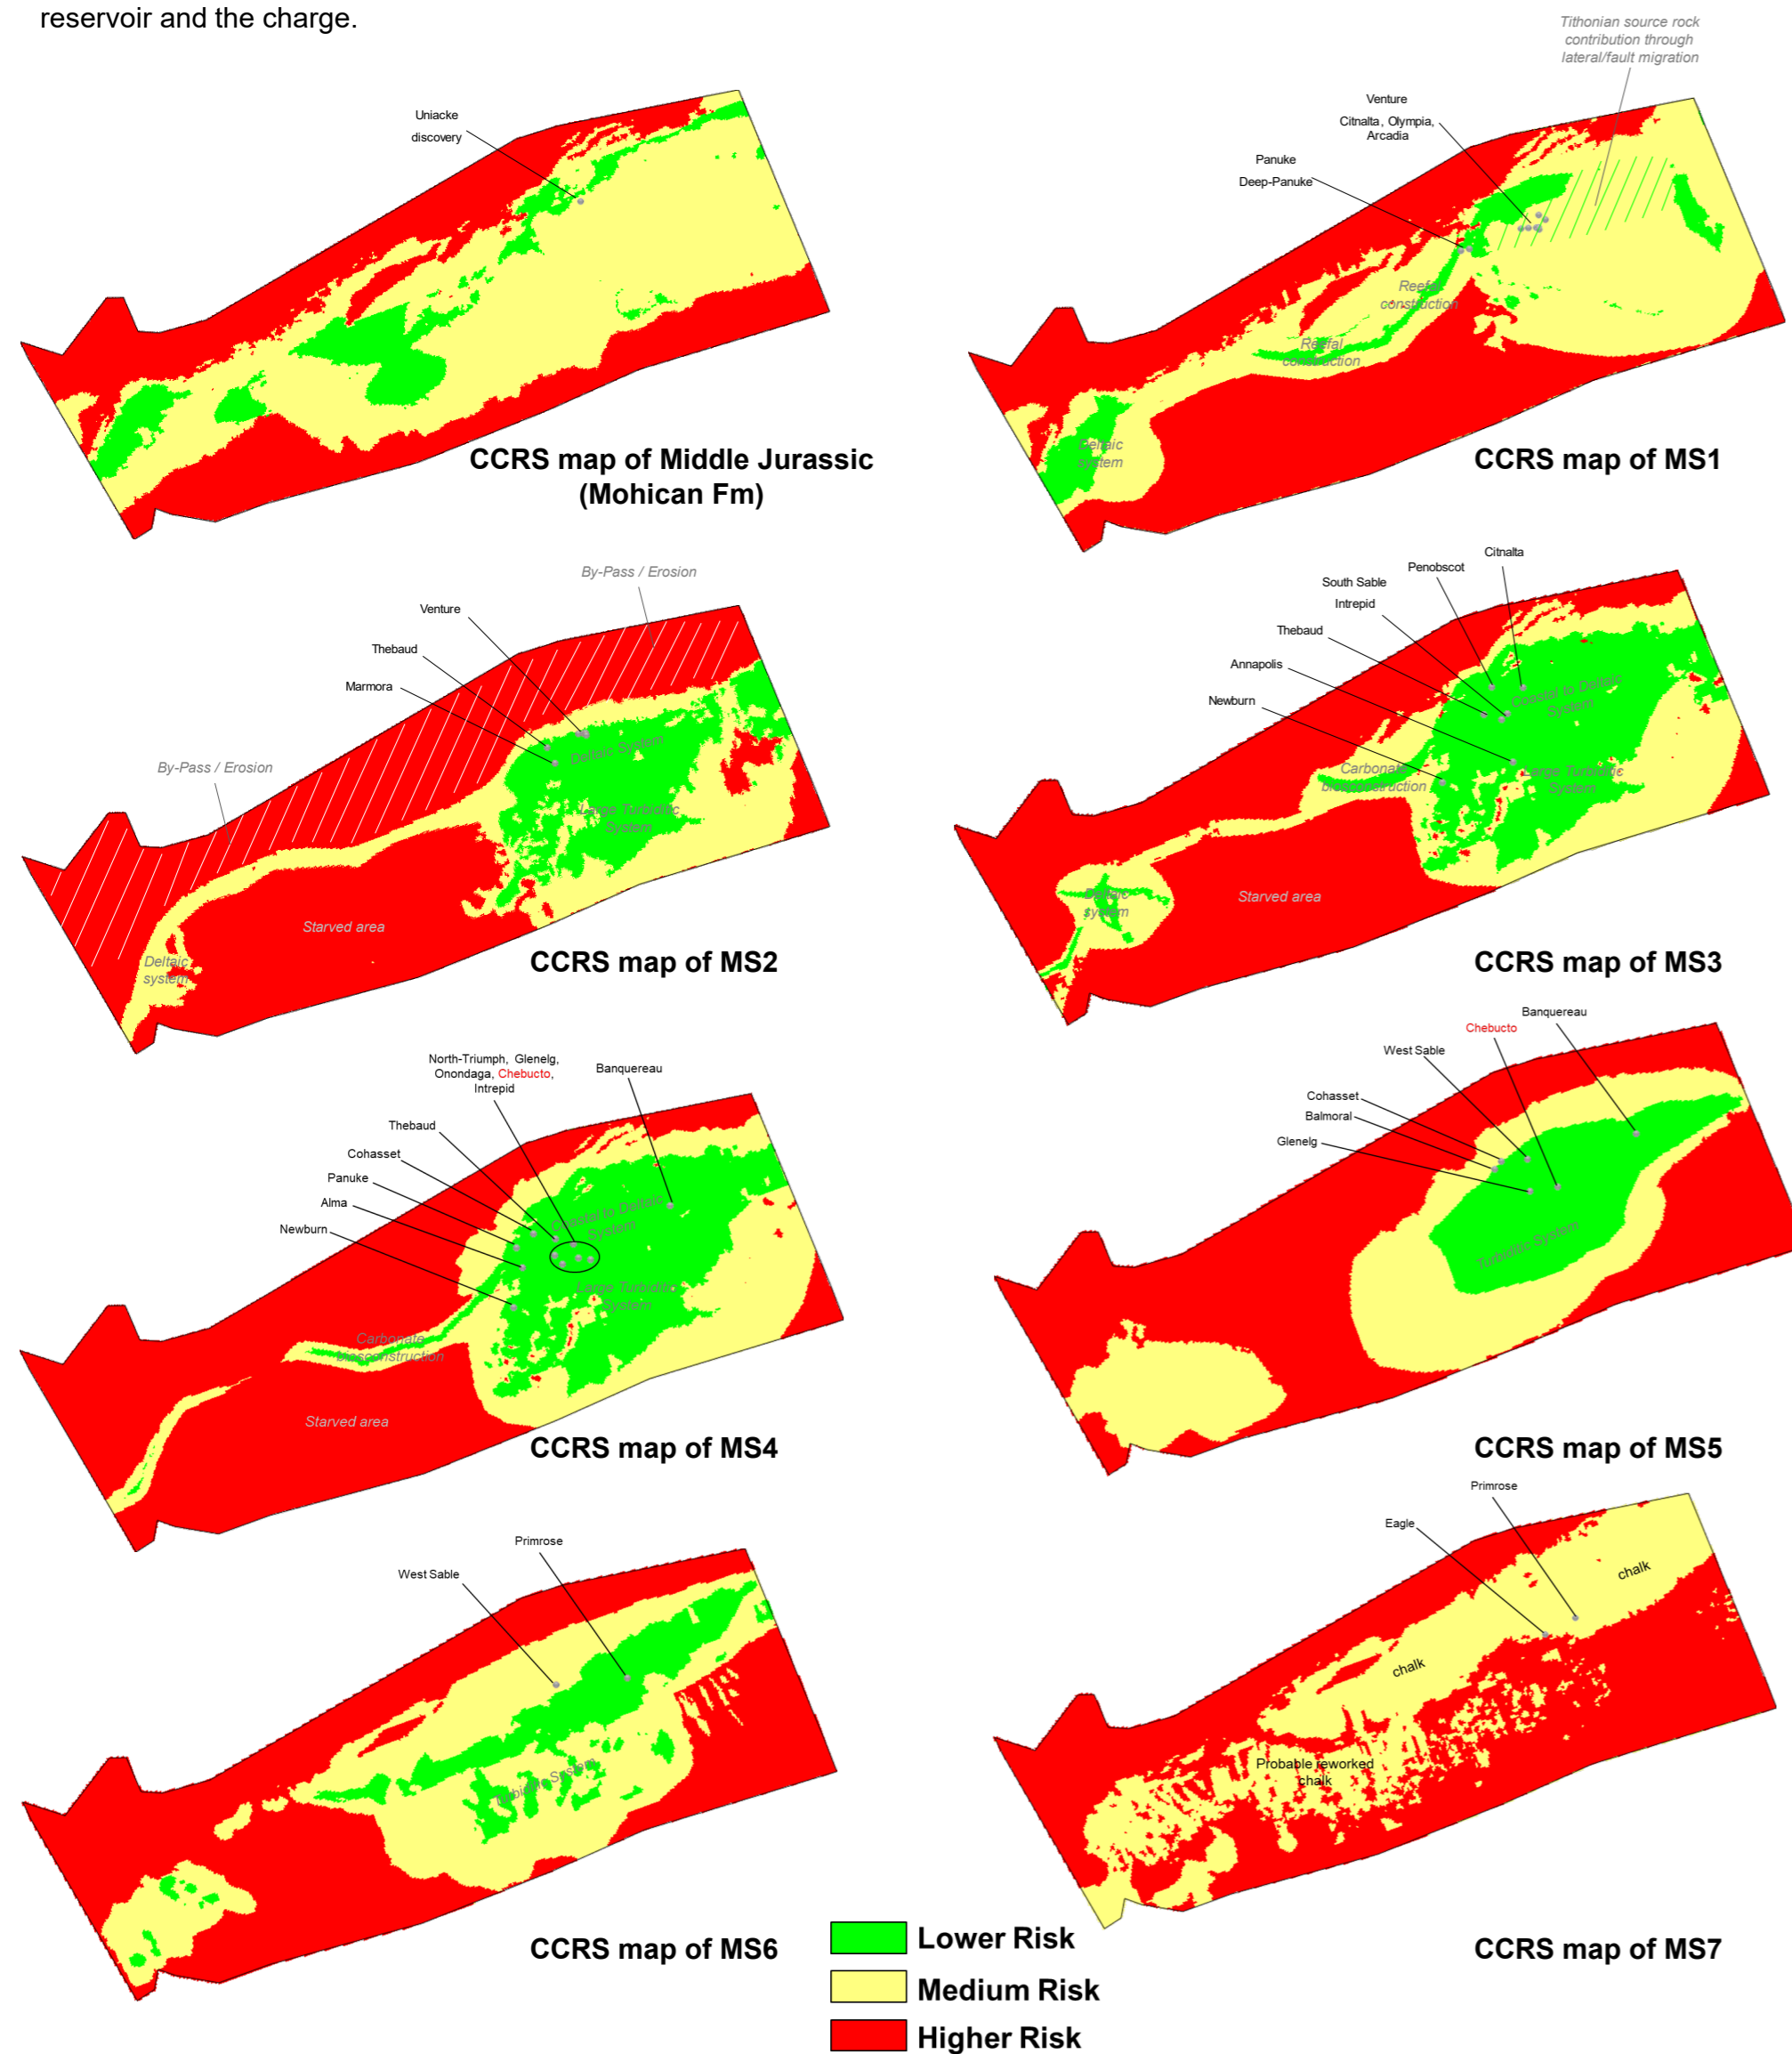 reservoir and the charge.
Uniacke
discovery
CCRS map of Middle Jurassic
(Mohican Fm)
Tithonian source rock
contribution through
lateral/fault migration
Venture
Citnalta, Olympia,
Arcadia
Panuke
Deep-Panuke
Reefal
construction
Reefal
construction
Deltaic
system
CCRS map of MS1
By-Pass / Erosion
Venture
Thebaud
Marmora
Deltaic System
By-Pass / Erosion
Large Turbiditic
System
Starved area
Deltaic
system
CCRS map of MS2
Citnalta
Penobscot
South Sable
Intrepid
Thebaud
Annapolis
Newburn
Coastal to Deltaic
System
Carbonate
biosconstruction
Large Turbiditic
System
Deltaic
system
Starved area
CCRS map of MS3
North-Triumph, Glenelg,
Onondaga, Chebucto,
Intrepid
Banquereau
Thebaud
Cohasset
Panuke
Alma
Newburn
Coastal to Deltaic
System
Large Turbiditic
System
Carbonate
biosconstruction
Starved area
CCRS map of MS4
Banquereau
Chebucto
West Sable
Cohasset
Balmoral
Glenelg
Turbiditic System
CCRS map of MS5
Primrose
West Sable
Turbiditic System
CCRS map of MS6
Primrose
Eagle
chalk
chalk
Probable reworked
chalk
CCRS map of MS7
Lower Risk
Medium Risk
Higher Risk